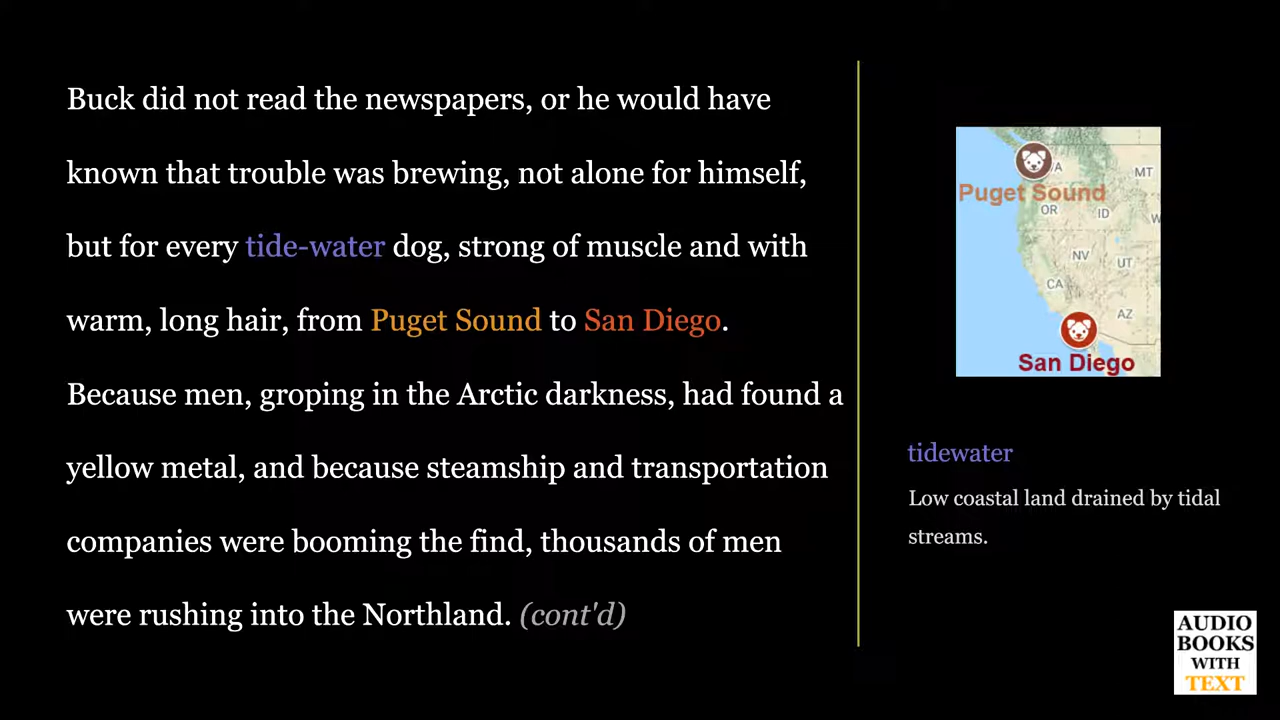 Buck did not read the newspapers, or he would have
known that trouble was brewing, not alone for himself,
but for every tide-water dog, strong of muscle and with
warm, long hair, from Puget Sound to San Diego.
Because men, groping in the Arctic darkness, had found a
yellow metal, and because steamship and transportation
companies were booming the find, thousands of men
were rushing into the Northland. (cont'd)
MT
Puget Sound
OR
ID
NV
UT
CA
AZ
San Diego
tidewater
Low coastal land drained by tidal
streams.
AUDIO
BOOKS
WITH
TEXT